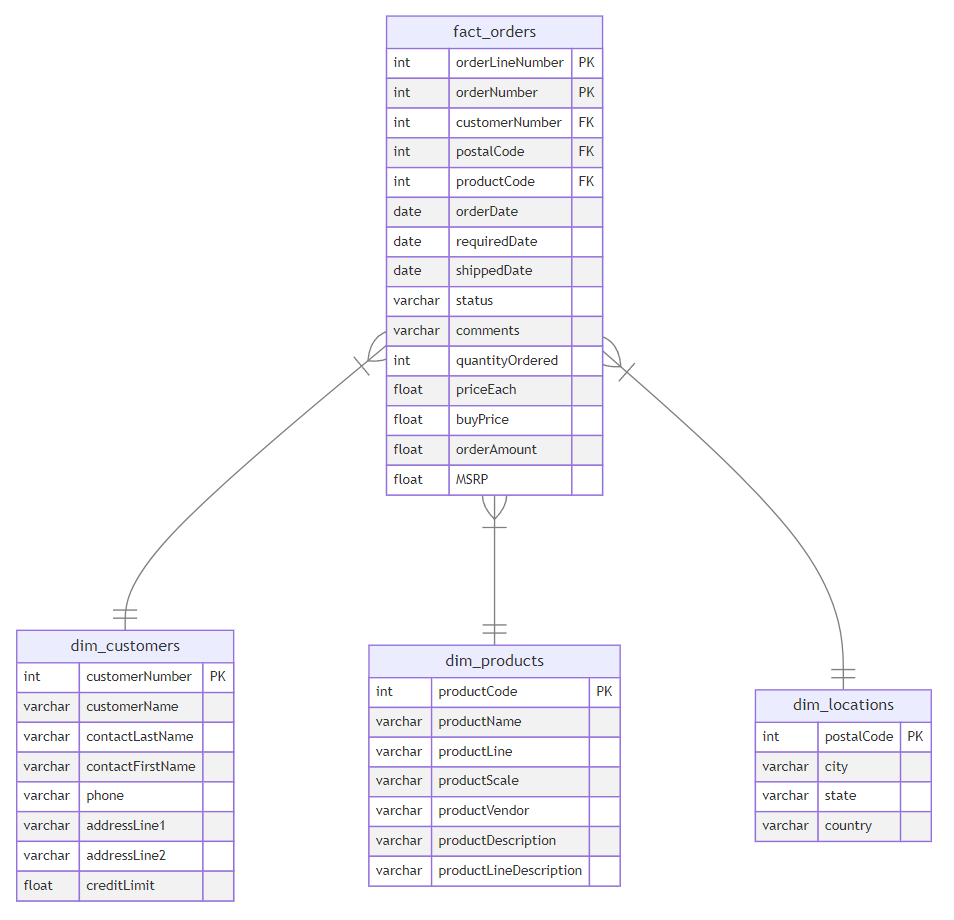 fact_orders
int orderLineNumber PK
int orderNumber PK
int customerNumber FK
int postalCode FK
int productCode FK
date orderDate
date requiredDate
date shippedDate
varchar status
varchar comments
int quantityOrdered
float priceEach
float buyPrice
float orderAmount
float MSRP
dim_customers
int customerNumber PK
varchar customerName
varchar contactLastName
varchar contactFirstName
varchar phone
varchar addressLine1
varchar addressLine2
float creditLimit
dim_products
int productCode PK
varchar productName
varchar productLine
varchar productScale
varchar productVendor
varchar productDescription
varchar productLineDescription
dim_locations
int postalCode PK
varchar city
varchar state
varchar country